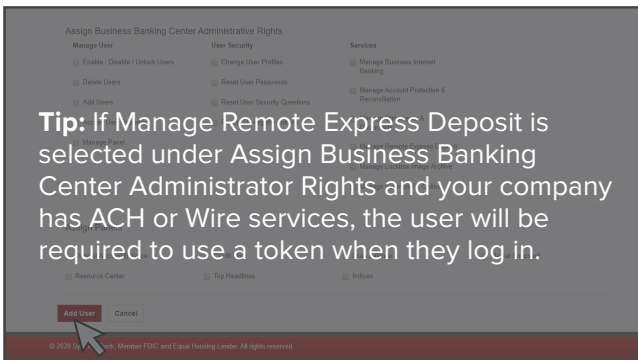 Assign Business Banking Center Administrative Rights
Manage User
User Security
Services
Enable / Disable / Unlock Users
Change User Profiles
Manage Business Internet
Banking
Delete Users
Reset User Passwords
Manage Account Protection &
Reconciliation
Add Users
Reset User Security Questions
Tip: If Manage Remote Express Deposit is
selected under Assign Business Banking
Center Administrator Rights and your company
has ACH or Wire services, the user will be
required to use a token when they log in.
Resource Center
Top Headlines
Indices
Add User
Cancel
Member FDIC and Equal Housing Lender. All rights reserved.